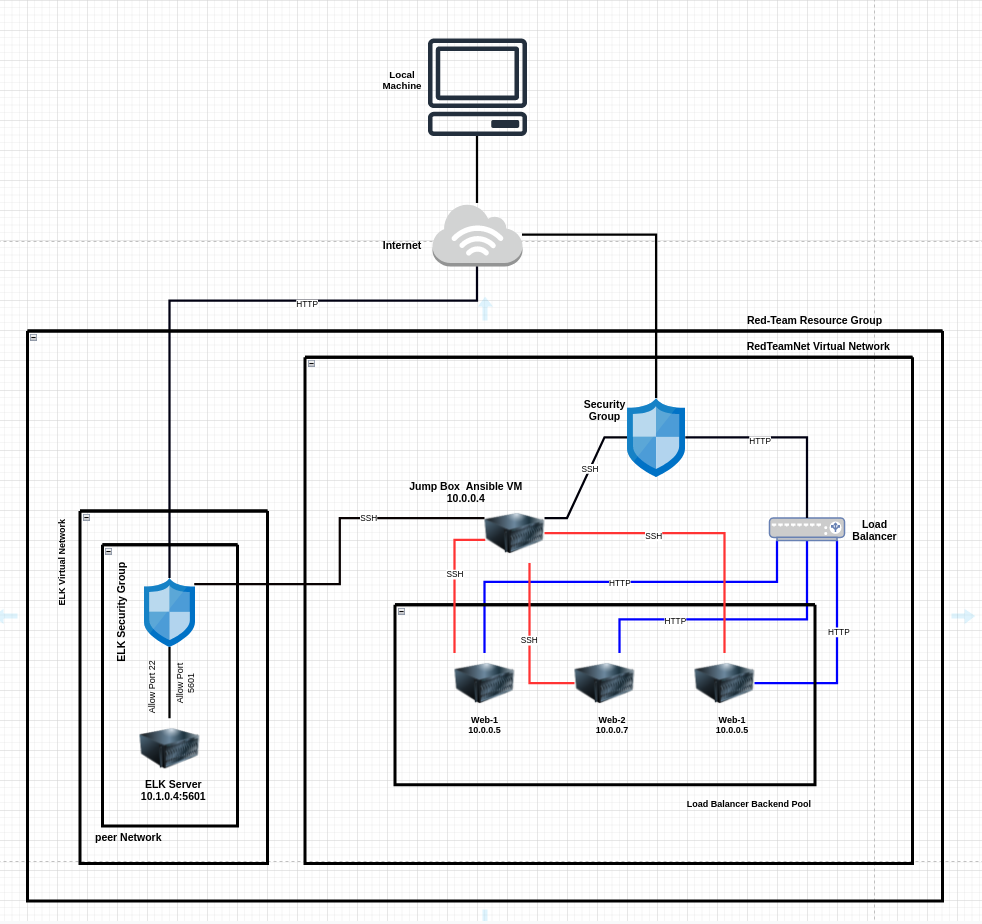 Local
Machine
Internet
HTTP
Red-Team Resource Group
RedTeamNet Virtual Network
Security
Group
HTTP
SSH
Jump Box  Ansible VM
10.0.0.4
SSH
SSH
Load
Balancer
ELK Virtual Network
ELK Security Group
SSH
HTTP
HTTP
HTTP
SSH
Allow Port 22
Allow Port
5601
Web-1
10.0.0.5
Web-2
10.0.0.7
Web-1
10.0.0.5
ELK Server
10.1.0.4:5601
Load Balancer Backend Pool
peer Network